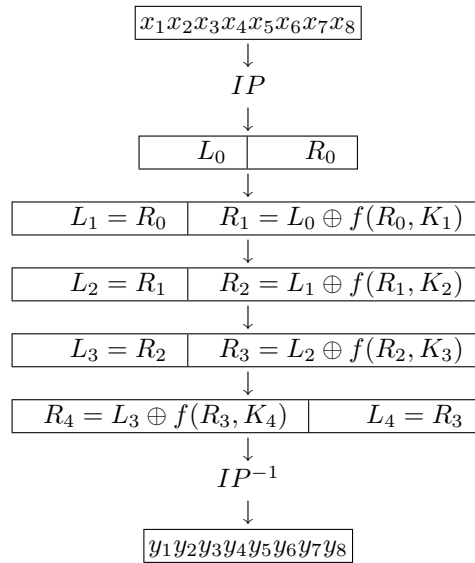 x₁x₂x₃x₄x₅x₆x₇x₈
IP
L₀ R₀
L₁ = R₀ R₁ = L₀ ⊕ f(R₀, K₁)
L₂ = R₁ R₂ = L₁ ⊕ f(R₁, K₂)
L₃ = R₂ R₃ = L₂ ⊕ f(R₂, K₃)
R₄ = L₃ ⊕ f(R₃, K₄) L₄ = R₃
IP⁻¹
y₁y₂y₃y₄y₅y₆y₇y₈